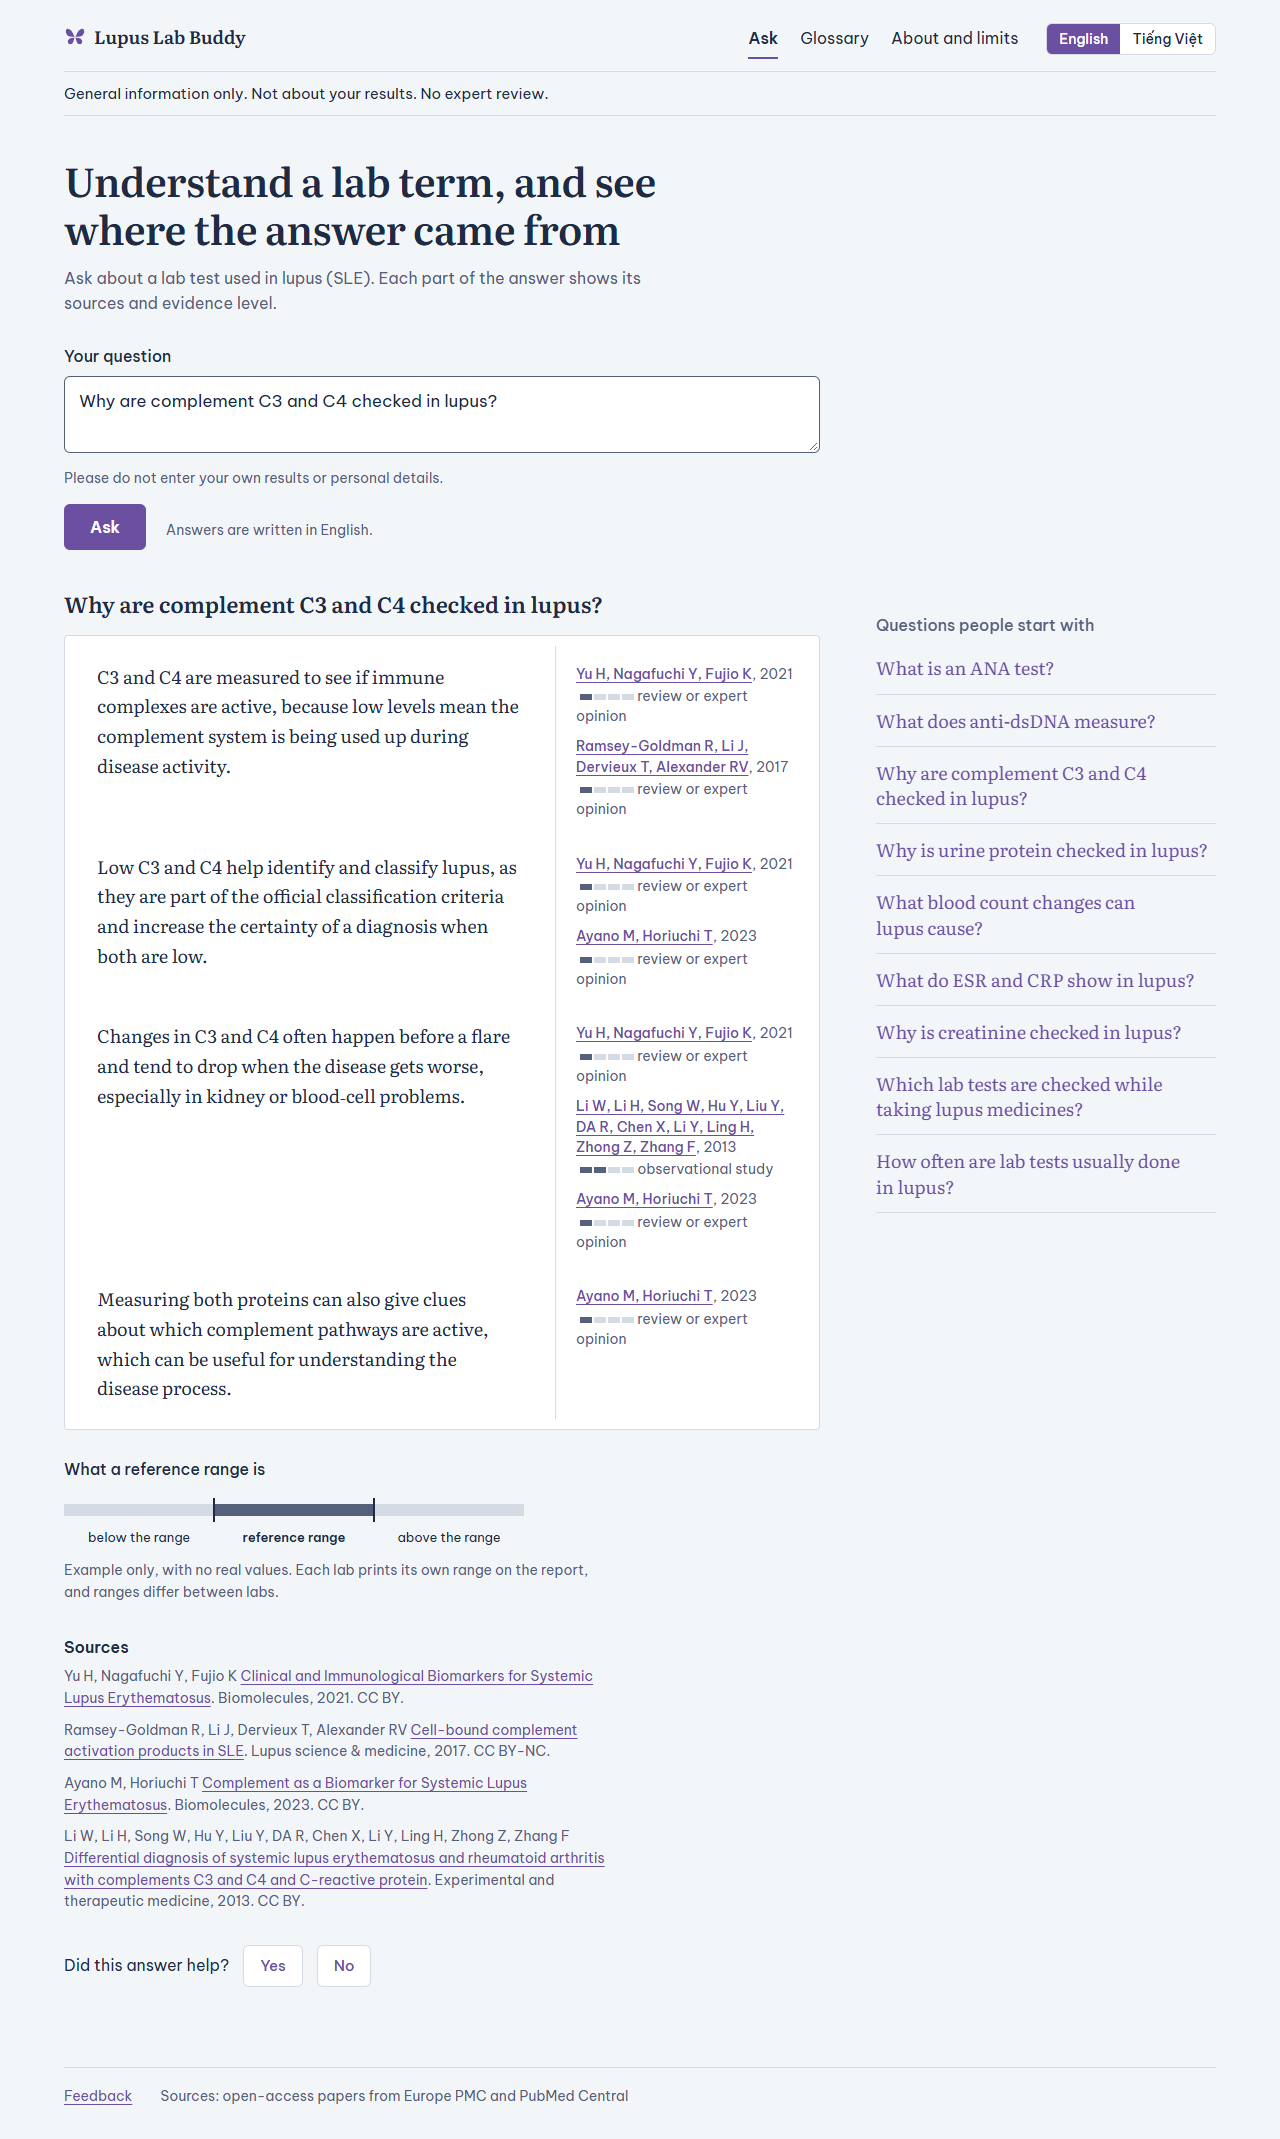 Lupus Lab Buddy
Ask
Glossary
About and limits
English
Tiếng Việt
General information only. Not about your results. No expert review.
Understand a lab term, and see
where the answer came from
Ask about a lab test used in lupus (SLE). Each part of the answer shows its
sources and evidence level.
Your question
Why are complement C3 and C4 checked in lupus?
Please do not enter your own results or personal details.
Ask
Answers are written in English.
Why are complement C3 and C4 checked in lupus?
C3 and C4 are measured to see if immune
complexes are active, because low levels mean the
complement system is being used up during
disease activity.
Yu H, Nagafuchi Y, Fujio K, 2021
review or expert
opinion
Ramsey-Goldman R, Li J,
Dervieux T, Alexander RV, 2017
review or expert
opinion
Low C3 and C4 help identify and classify lupus, as
they are part of the official classification criteria
and increase the certainty of a diagnosis when
both are low.
Yu H, Nagafuchi Y, Fujio K, 2021
review or expert
opinion
Ayano M, Horiuchi T, 2023
review or expert
opinion
Changes in C3 and C4 often happen before a flare
and tend to drop when the disease gets worse,
especially in kidney or blood-cell problems.
Yu H, Nagafuchi Y, Fujio K, 2021
review or expert
opinion
Li W, Li H, Song W, Hu Y, Liu Y,
DA R, Chen X, Li Y, Ling H,
Zhong Z, Zhang F, 2013
observational study
Ayano M, Horiuchi T, 2023
review or expert
opinion
Measuring both proteins can also give clues
about which complement pathways are active,
which can be useful for understanding the
disease process.
Ayano M, Horiuchi T, 2023
review or expert
opinion
Questions people start with
What is an ANA test?
What does anti-dsDNA measure?
Why are complement C3 and C4
checked in lupus?
Why is urine protein checked in lupus?
What blood count changes can
lupus cause?
What do ESR and CRP show in lupus?
Why is creatinine checked in lupus?
Which lab tests are checked while
taking lupus medicines?
How often are lab tests usually done
in lupus?
What a reference range is
below the range
reference range
above the range
Example only, with no real values. Each lab prints its own range on the report,
and ranges differ between labs.
Sources
Yu H, Nagafuchi Y, Fujio K Clinical and Immunological Biomarkers for Systemic
Lupus Erythematosus. Biomolecules, 2021. CC BY.
Ramsey-Goldman R, Li J, Dervieux T, Alexander RV Cell-bound complement
activation products in SLE. Lupus science & medicine, 2017. CC BY-NC.
Ayano M, Horiuchi T Complement as a Biomarker for Systemic Lupus
Erythematosus. Biomolecules, 2023. CC BY.
Li W, Li H, Song W, Hu Y, Liu Y, DA R, Chen X, Li Y, Ling H, Zhong Z, Zhang F
Differential diagnosis of systemic lupus erythematosus and rheumatoid arthritis
with complements C3 and C4 and C-reactive protein. Experimental and
therapeutic medicine, 2013. CC BY.
Did this answer help?
Yes
No
Feedback
Sources: open-access papers from Europe PMC and PubMed Central